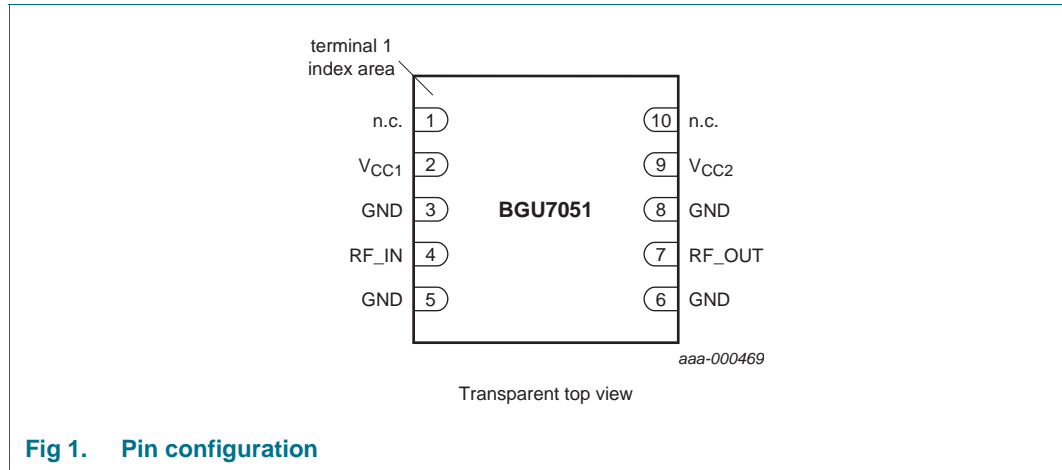 terminal 1
index area
n.c. 1 10 n.c.
VCC1 2 9 VCC2
GND 3 BGU7051 8 GND
RF_IN 4 7 RF_OUT
GND 5 6 GND
aaa-000469
Transparent top view
Fig 1. Pin configuration